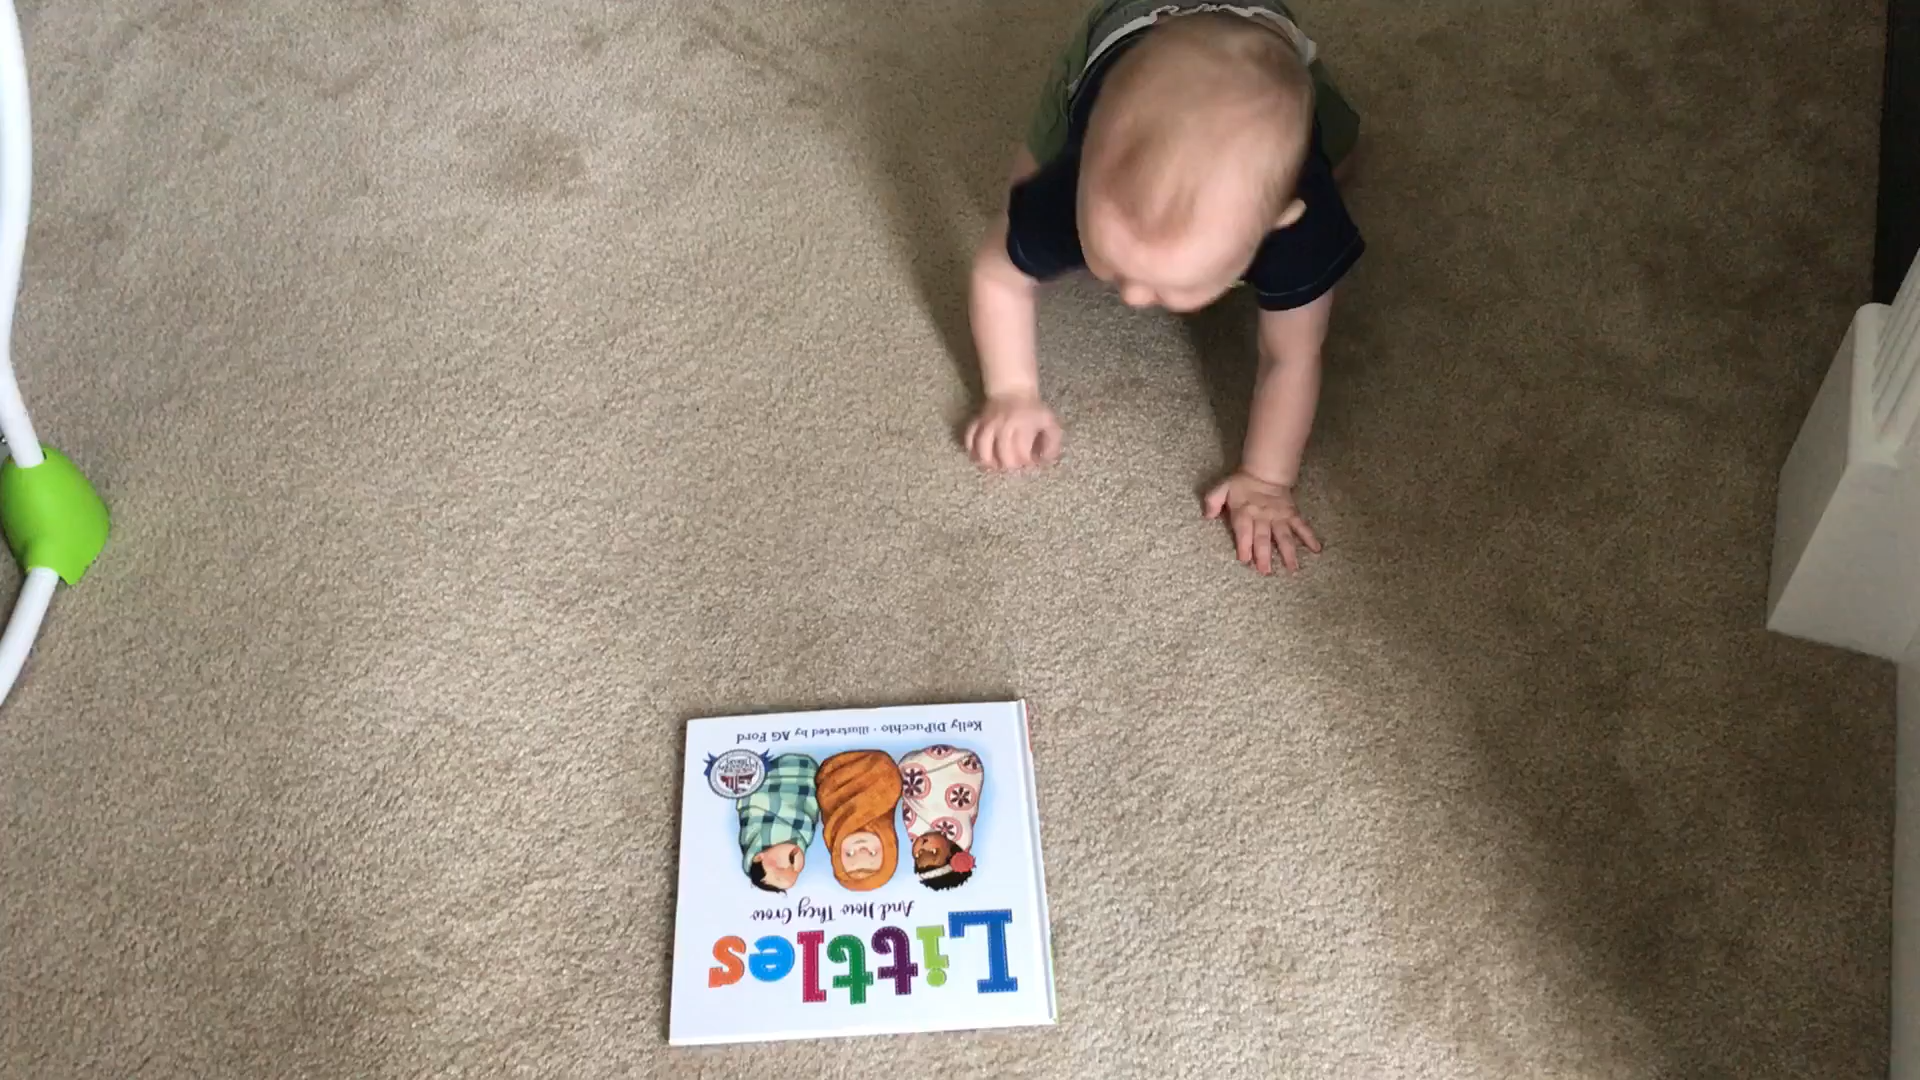 Littles
And How They Grow
Kelly DiPucchio · illustrated by AG Ford